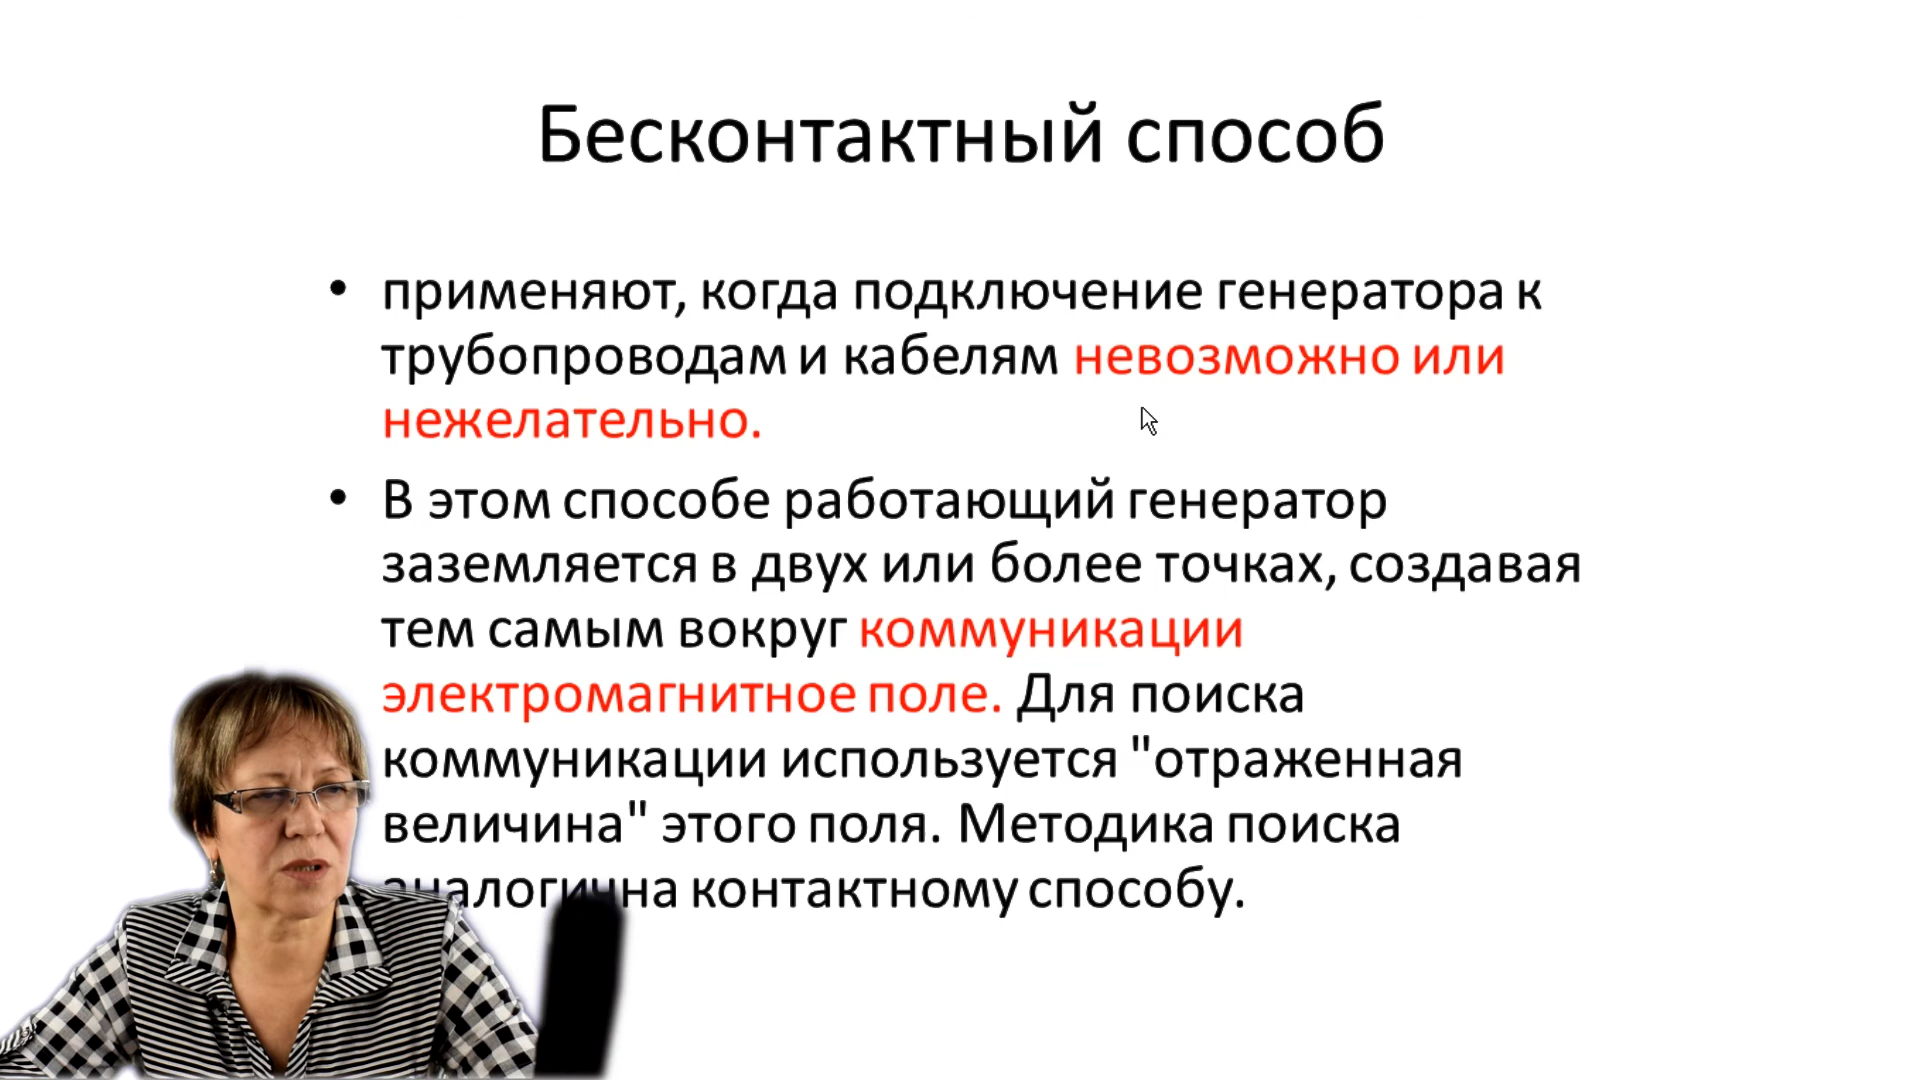 Бесконтактный способ
• применяют, когда подключение генератора к
трубопроводам и кабелям невозможно или
нежелательно.
• В этом способе работающий генератор
заземляется в двух или более точках, создавая
тем самым вокруг коммуникации
электромагнитное поле. Для поиска
коммуникации используется "отраженная
величина" этого поля. Методика поиска
аналогична контактному способу.